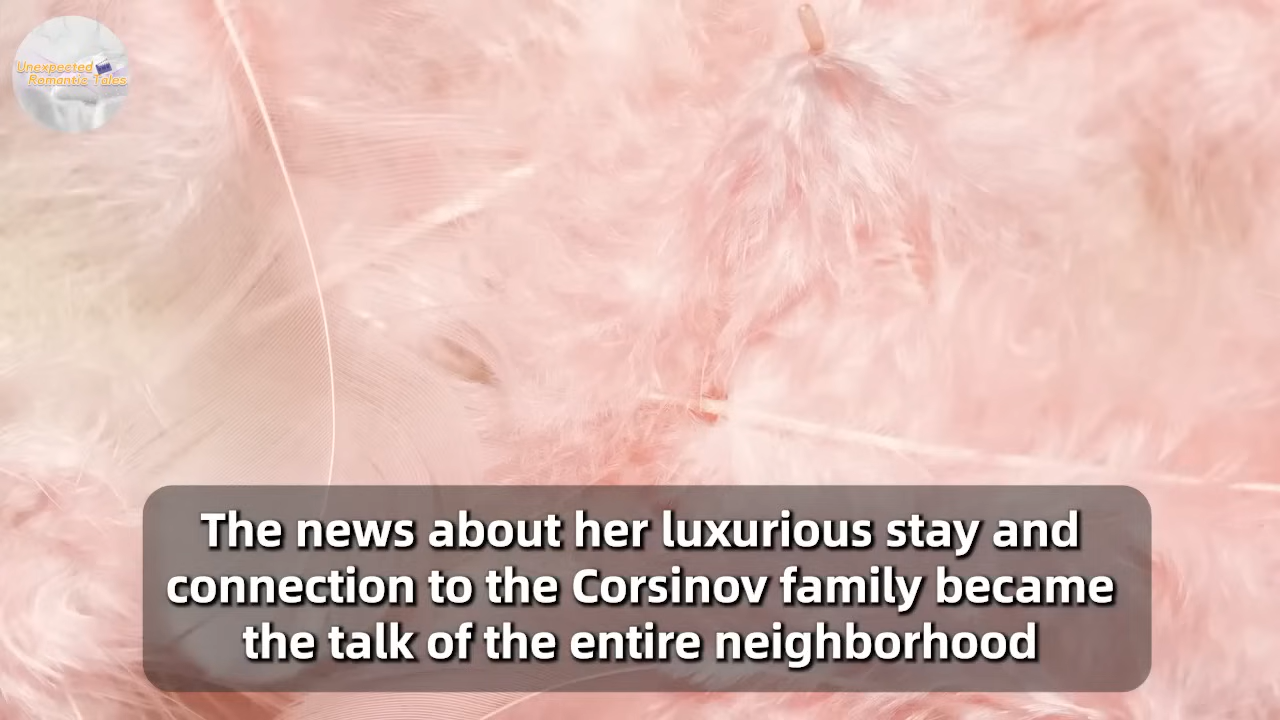 Unexpected
Romantic Tales
The news about her luxurious stay and
connection to the Corsinov family became
the talk of the entire neighborhood